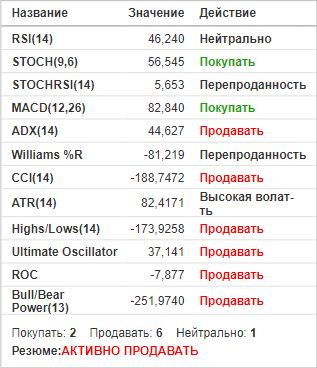 Название Значение Действие
RSI(14) 46,240 Нейтрально
STOCH(9,6) 56,545 Покупать
STOCHRSI(14) 5,653 Перепроданность
MACD(12,26) 82,840 Покупать
ADX(14) 44,627 Продавать
Williams %R -81,219 Перепроданность
CCI(14) -188,7472 Продавать
ATR(14) 82,4171 Высокая волат-
ть
Highs/Lows(14) -173,9258 Продавать
Ultimate Oscillator 37,141 Продавать
ROC -7,877 Продавать
Bull/Bear
Power(13) -251,9740 Продавать
Покупать: 2 Продавать: 6 Нейтрально: 1
Резюме:АКТИВНО ПРОДАВАТЬ